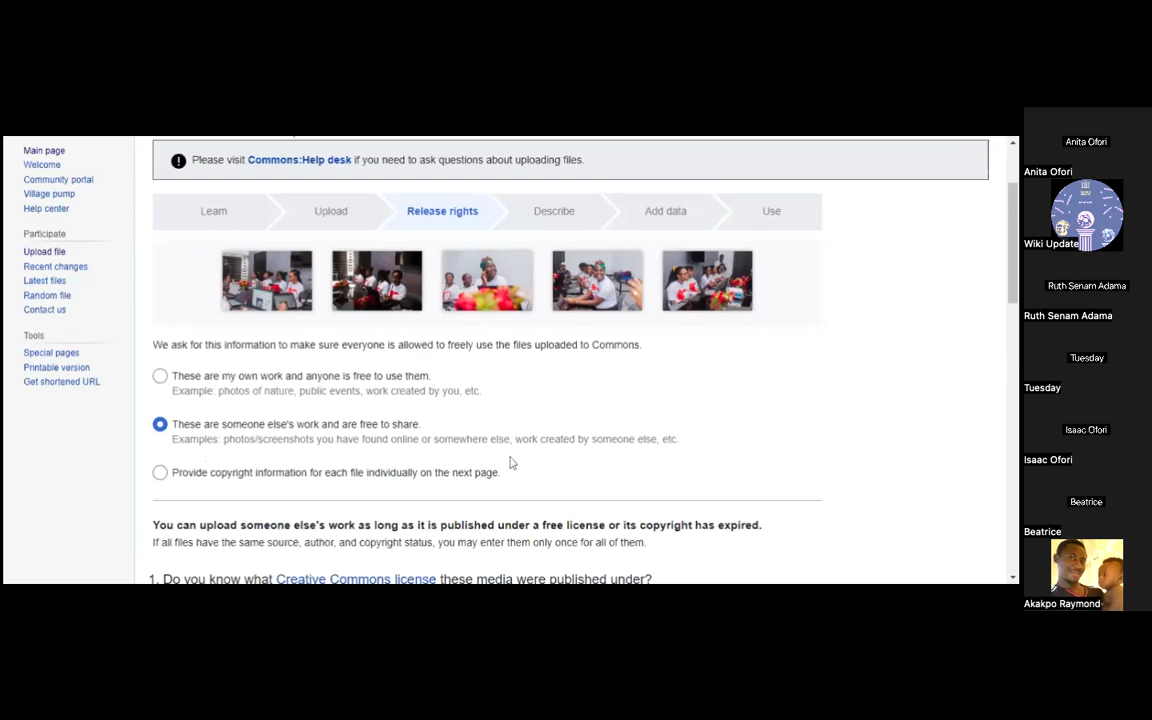 Main page
Welcome
Community portal
Village pump
Help center
Participate
Upload file
Recent changes
Latest files
Random file
Contact us
Tools
Special pages
Printable version
Get shortened URL
Please visit Commons:Help desk if you need to ask questions about uploading files.
Learn
Upload
Release rights
Describe
Add data
Use
We ask for this information to make sure everyone is allowed to freely use the files uploaded to Commons.
These are my own work and anyone is free to use them.
Example: photos of nature, public events, work created by you, etc.
These are someone else's work and are free to share.
Examples: photos/screenshots you have found online or somewhere else, work created by someone else, etc.
Provide copyright information for each file individually on the next page.
You can upload someone else's work as long as it is published under a free license or its copyright has expired.
If all files have the same source, author, and copyright status, you may enter them only once for all of them.
1. Do you know what Creative Commons license these media were published under?
Anita Ofori
Anita Ofori
Wiki Update
Ruth Senam Adama
Ruth Senam Adama
Tuesday
Tuesday
Isaac Ofori
Isaac Ofori
Beatrice
Beatrice
Akakpo Raymond